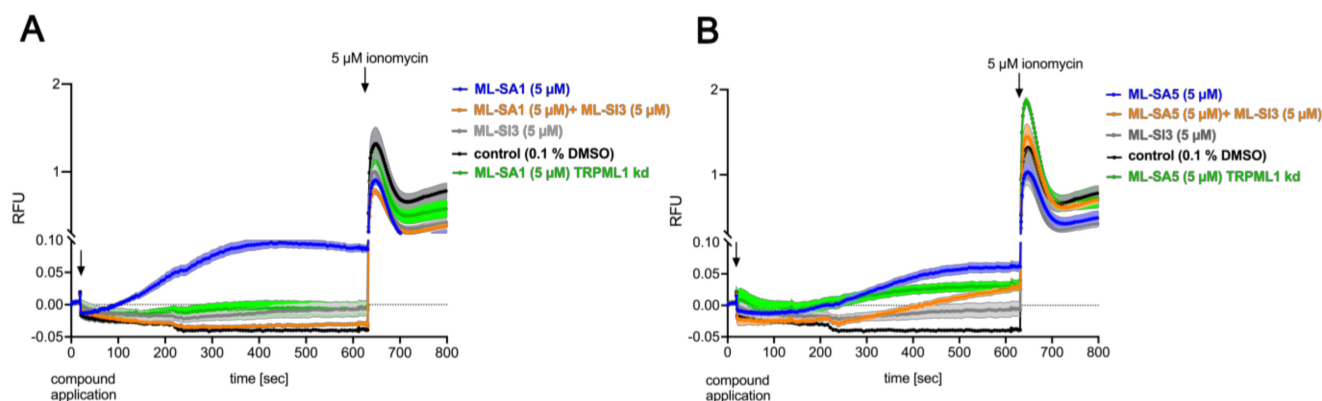 A
5 µM ionomycin
2
1
0.10
0.05
0.00
-0.05
RFU
0
100
200
300
400
500
600
700
800
compound
application
time [sec]
ML-SA1 (5 µM)
ML-SA1 (5 µM)+ ML-SI3 (5 µM)
ML-SI3 (5 µM)
control (0.1 % DMSO)
ML-SA1 (5 µM) TRPML1 kd
B
5 µM ionomycin
2
1
0.10
0.05
0.00
-0.05
RFU
0
100
200
300
400
500
600
700
800
compound
application
time [sec]
ML-SA5 (5 µM)
ML-SA5 (5 µM)+ ML-SI3 (5 µM)
ML-SI3 (5 µM)
control (0.1 % DMSO)
ML-SA5 (5 µM) TRPML1 kd